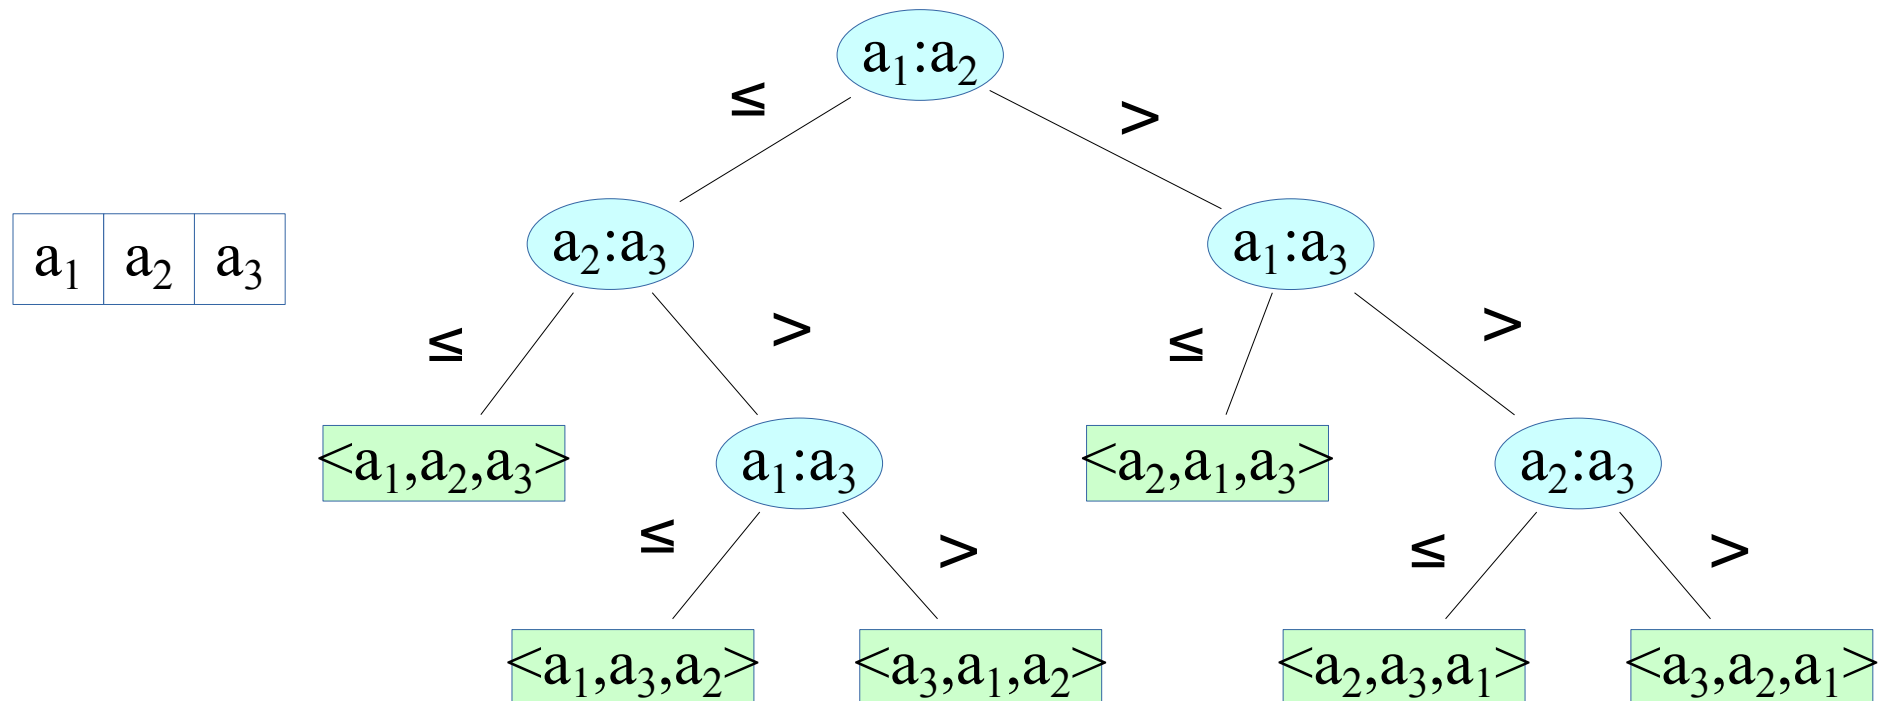 a1:a2
≤ >
a1 a2 a3
a2:a3 a1:a3
≤ > ≤ >
<a1,a2,a3> a1:a3 <a2,a1,a3> a2:a3
≤ > ≤ >
<a1,a3,a2> <a3,a1,a2> <a2,a3,a1> <a3,a2,a1>